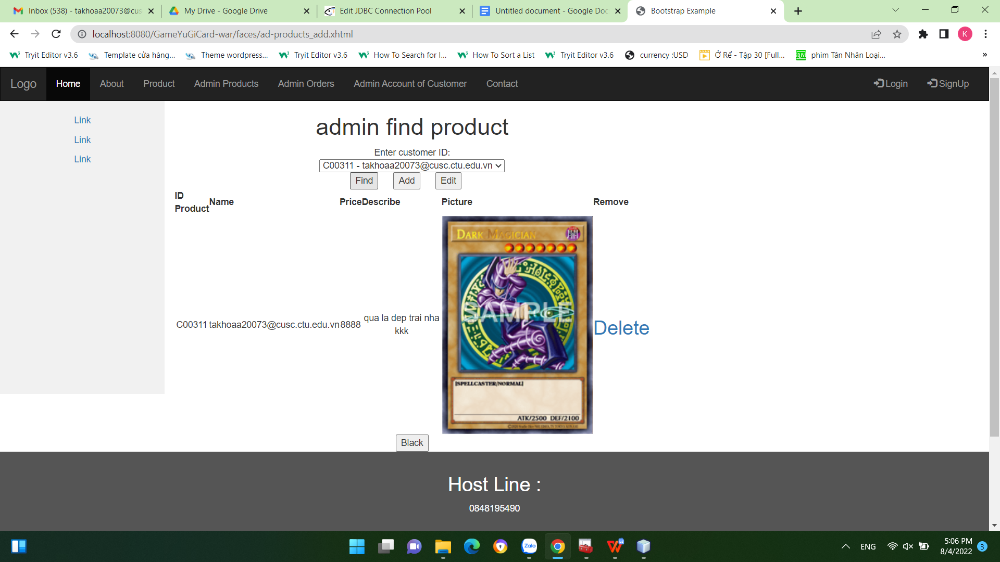 Inbox (538) - takhoaa20073@cus
My Drive - Google Drive
Edit JDBC Connection Pool
Untitled document - Google Doc
Bootstrap Example
localhost:8080/GameYuGiCard-war/faces/ad-products_add.xhtml
K
Tryit Editor v3.6
Template cửa hàng...
Theme wordpress...
Tryit Editor v3.6
How To Search for I...
How To Sort a List
Tryit Editor v3.6
currency :USD
Ở Rể - Tập 30 [Full...
phim Tân Nhân Loại...
»
Logo
Home
About
Product
Admin Products
Admin Orders
Admin Account of Customer
Contact
Login
SignUp
Link
Link
Link
admin find product
Enter customer ID:
C00311 - takhoaa20073@cusc.ctu.edu.vn
Find
Add
Edit
ID
Product
Name
Price
Describe
Picture
Remove
C00311
takhoaa20073@cusc.ctu.edu.vn
8888
qua la dep trai nha
kkk
DARK MAGICIAN
闇
SAMPLE
[SPELLCASTER/NORMAL]
ATK/2500 DEF/2100
Delete
Black
Host Line :
0848195490
Zalo
ENG
5:06 PM
8/4/2022
3